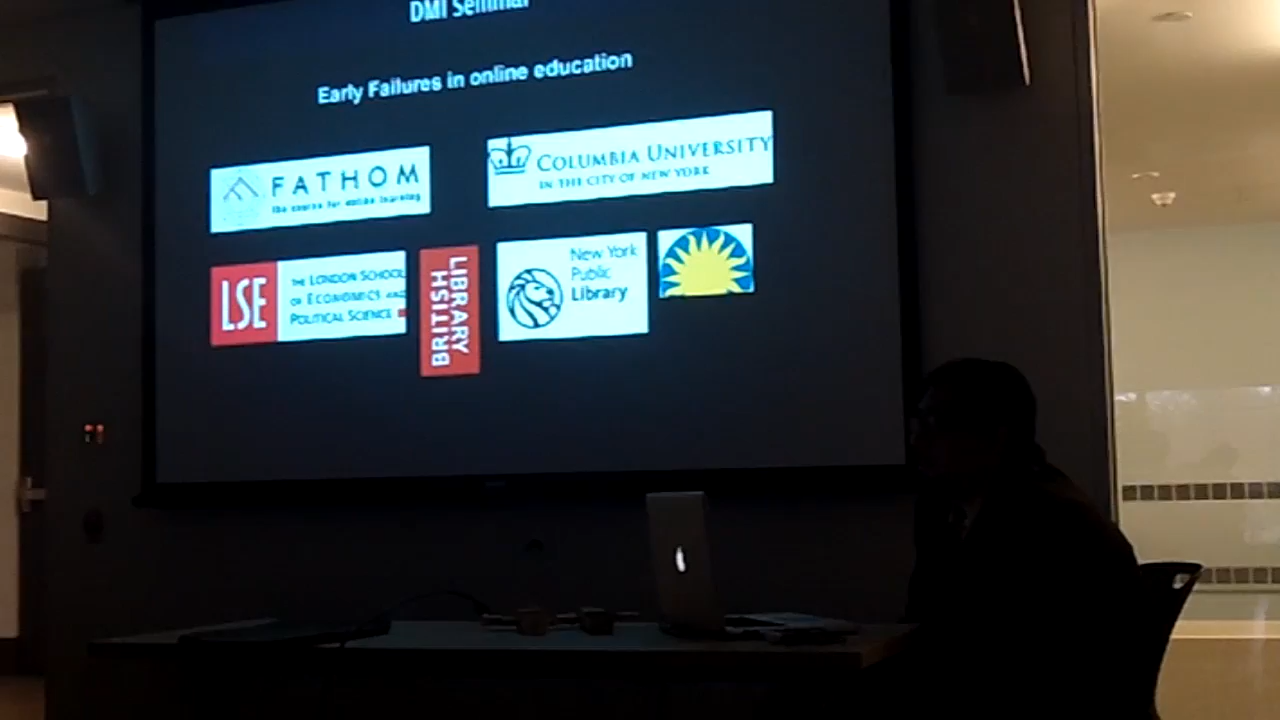 DMI Seminar
Early Failures in online education
FATHOM
the source for online learning
COLUMBIA UNIVERSITY
IN THE CITY OF NEW YORK
LSE
THE LONDON SCHOOL
OF ECONOMICS AND
POLITICAL SCIENCE
BRITISH
LIBRARY
New York
Public
Library